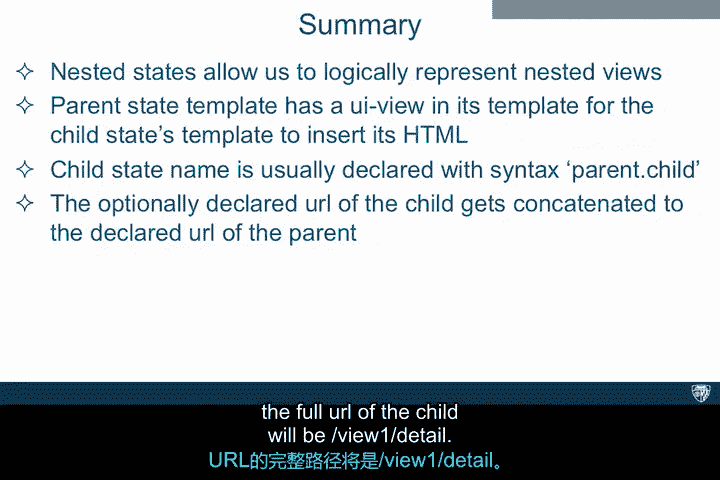 Summary
✧ Nested states allow us to logically represent nested views
✧ Parent state template has a ui-view in its template for the
child state's template to insert its HTML
✧ Child state name is usually declared with syntax 'parent.child'
✧ The optionally declared url of the child gets concatenated to
the declared url of the parent
the full url of the child
will be /view1/detail.
URL的完整路径将是/view1/detail。